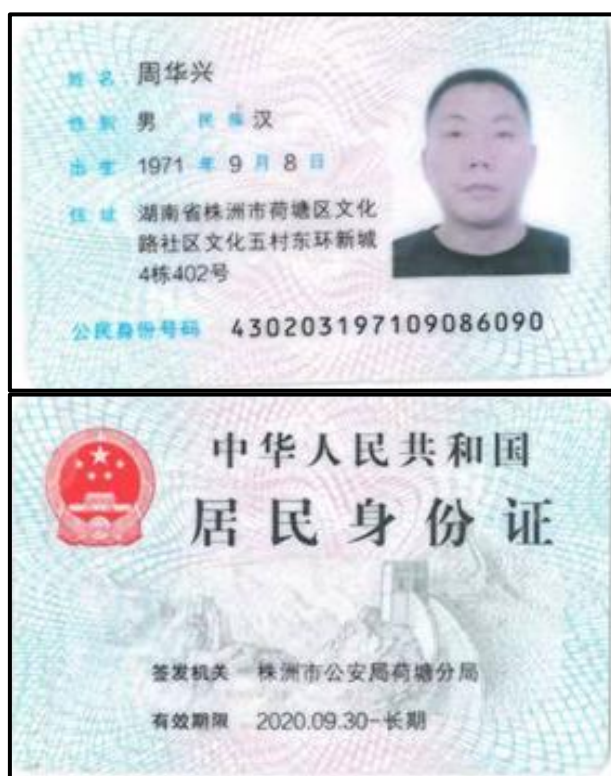 姓名 周华兴
性别 男 民族 汉
出生 1971 年 9 月 8 日
住址 湖南省株洲市荷塘区文化
路社区文化五村东环新城
4栋402号
公民身份号码 430203197109086090
中华人民共和国
居民身份证
签发机关 株洲市公安局荷塘分局
有效期限 2020.09.30-长期